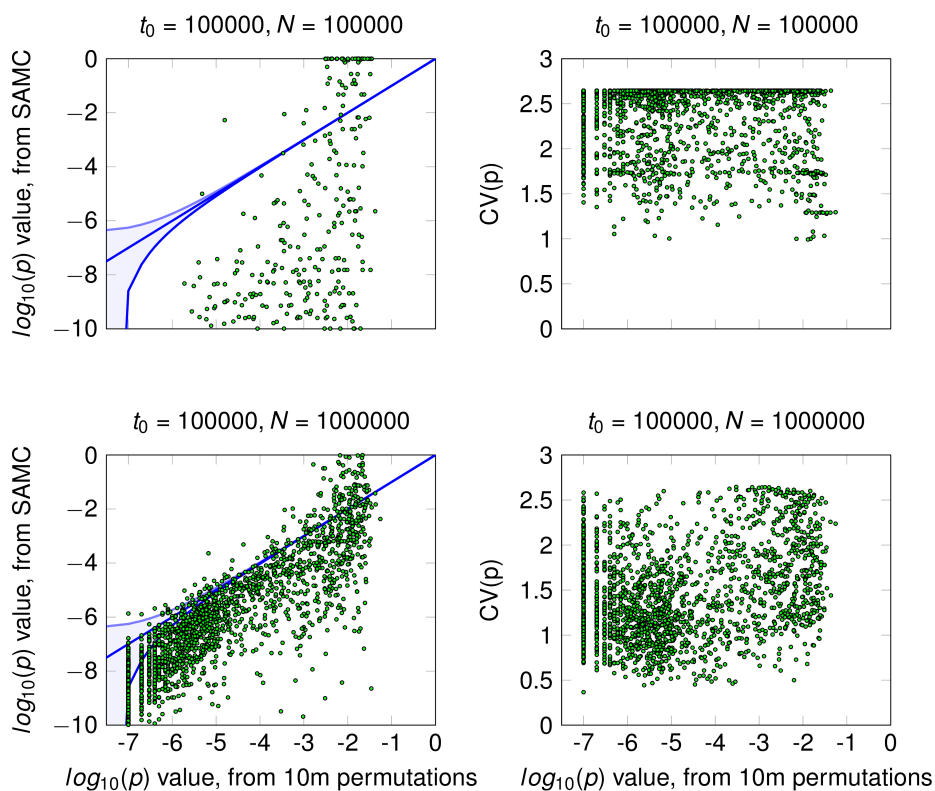 t₀ = 100000, N = 100000
t₀ = 100000, N = 100000
log₁₀(p) value, from SAMC
0
−2
−4
−6
−8
−10
CV(p)
3
2.5
2
1.5
1
0.5
0
t₀ = 100000, N = 1000000
t₀ = 100000, N = 1000000
log₁₀(p) value, from SAMC
0
−2
−4
−6
−8
−10
-7 -6 -5 -4 -3 -2 -1 0
log₁₀(p) value, from 10m permutations
CV(p)
3
2.5
2
1.5
1
0.5
0
-7 -6 -5 -4 -3 -2 -1 0
log₁₀(p) value, from 10m permutations